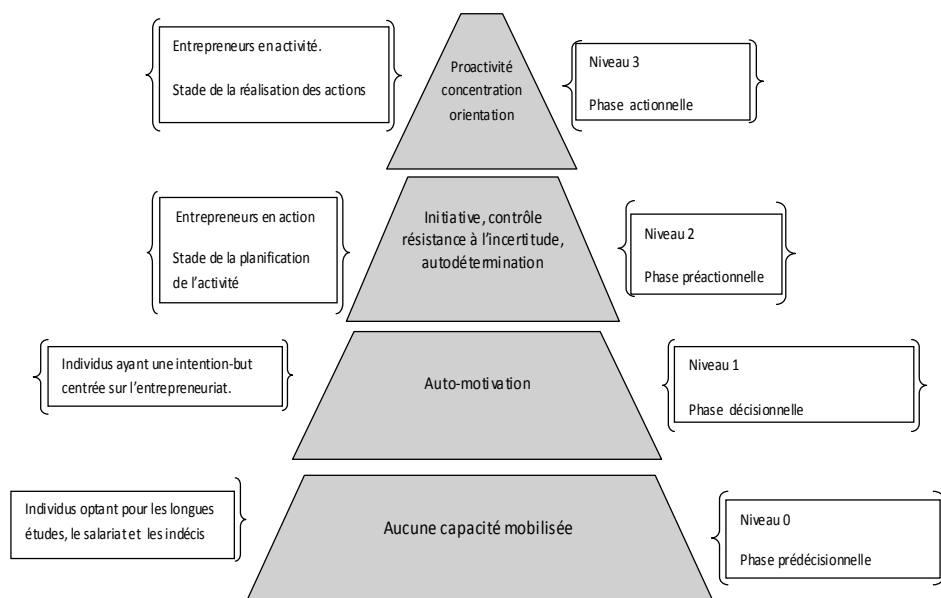 Entrepreneurs en activité.
Stade de la réalisation des actions
Proactivité
concentration
orientation
Niveau 3
Phase actionnelle
Entrepreneurs en action
Stade de la planification
de l’activité
Initiative, contrôle
résistance à l’incertitude,
autodétermination
Niveau 2
Phase préactionnelle
Individus ayant une intention-but
centrée sur l’entrepreneuriat.
Auto-motivation
Niveau 1
Phase décisionnelle
Individus optant pour les longues
études, le salariat et les indécis
Aucune capacité mobilisée
Niveau 0
Phase prédécisionnelle